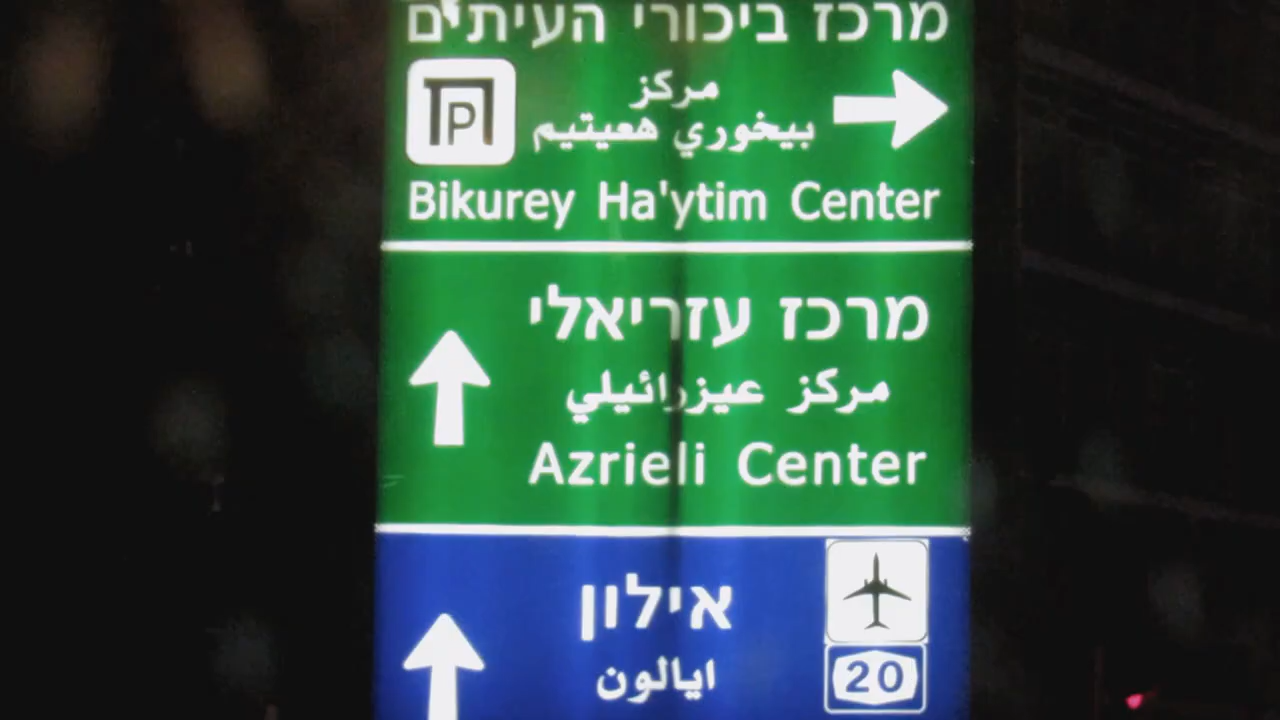 מרכז ביכורי העיתים
P
مركز
بيخوري هعيتيم
Bikurey Ha'ytim Center
מרכז עזריאלי
مركز عيزرائيلي
Azrieli Center
אילון
ايالون
20